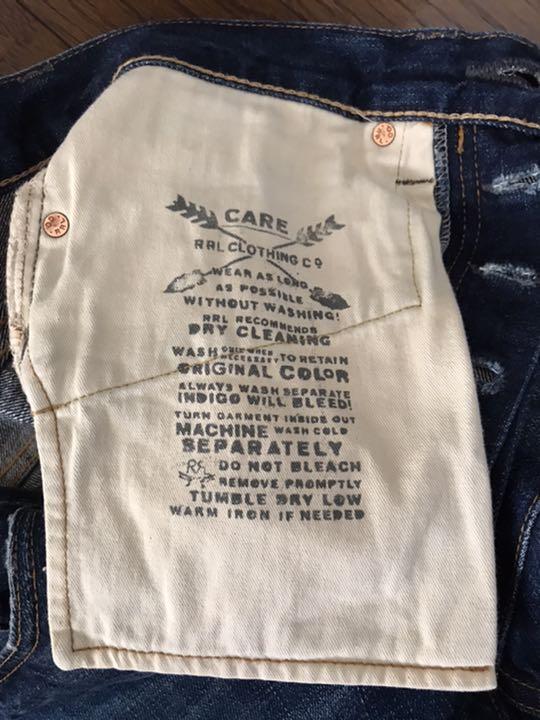 CARE
RRL CLOTHING CO
WEAR AS LONG
AS POSSIBLE
WITHOUT WASHING!
RRL RECOMMENDS
DRY CLEANING
WASH ONLY WHEN NECESSARY TO RETAIN
ORIGINAL COLOR
ALWAYS WASH SEPARATE
INDIGO WILL BLEED!
TURN GARMENT INSIDE OUT
MACHINE WASH COLD
SEPARATELY
DO NOT BLEACH
REMOVE PROMPTLY
TUMBLE DRY LOW
WARM IRON IF NEEDED